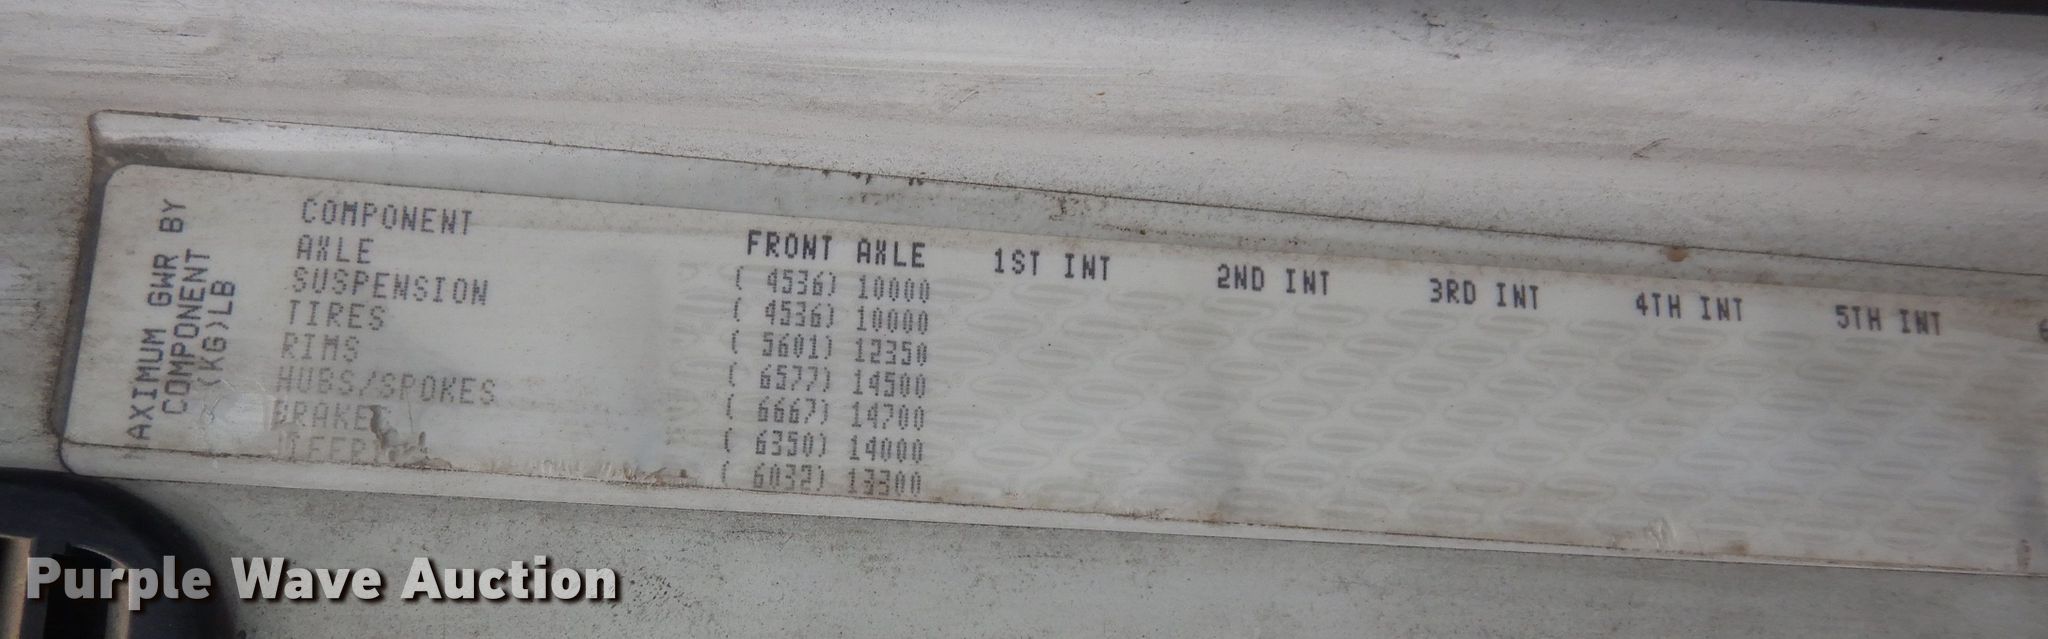 MAXIMUM GWR BY
COMPONENT
(KG)LB
COMPONENT FRONT AXLE 1ST INT 2ND INT 3RD INT 4TH INT 5TH INT
AXLE ( 4536) 10000
SUSPENSION ( 4536) 10000
TIRES ( 5601) 12350
RIMS ( 6577) 14500
HUBS/SPOKES ( 6667) 14700
BRAKES ( 6350) 14000
( 6032) 13300
Purple Wave Auction